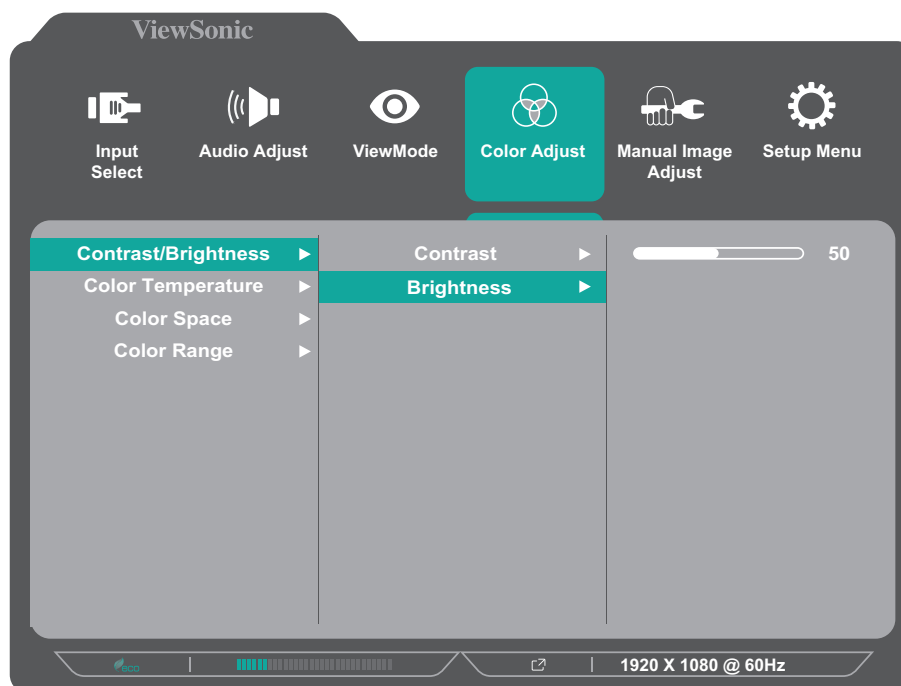 ViewSonic
Input
Select
Audio Adjust
ViewMode
Color Adjust
Manual Image
Adjust
Setup Menu
Contrast/Brightness
Color Temperature
Color Space
Color Range
Contrast
Brightness
50
eco
1920 X 1080 @ 60Hz